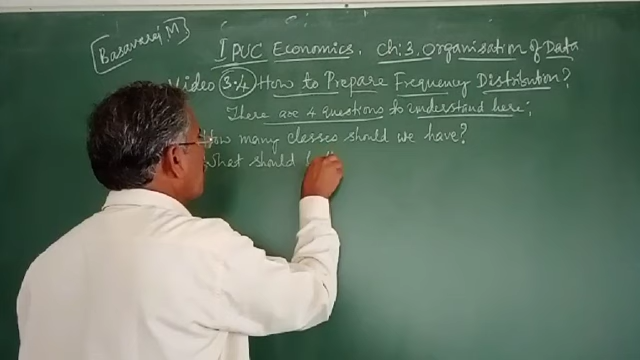 Basavaraj M
I PUC Economics. Ch: 3. Organisation of Data
Video 3.4 How to Prepare Frequency Distribution?
There are 4 questions to understand here:
How many classes should we have?
What should